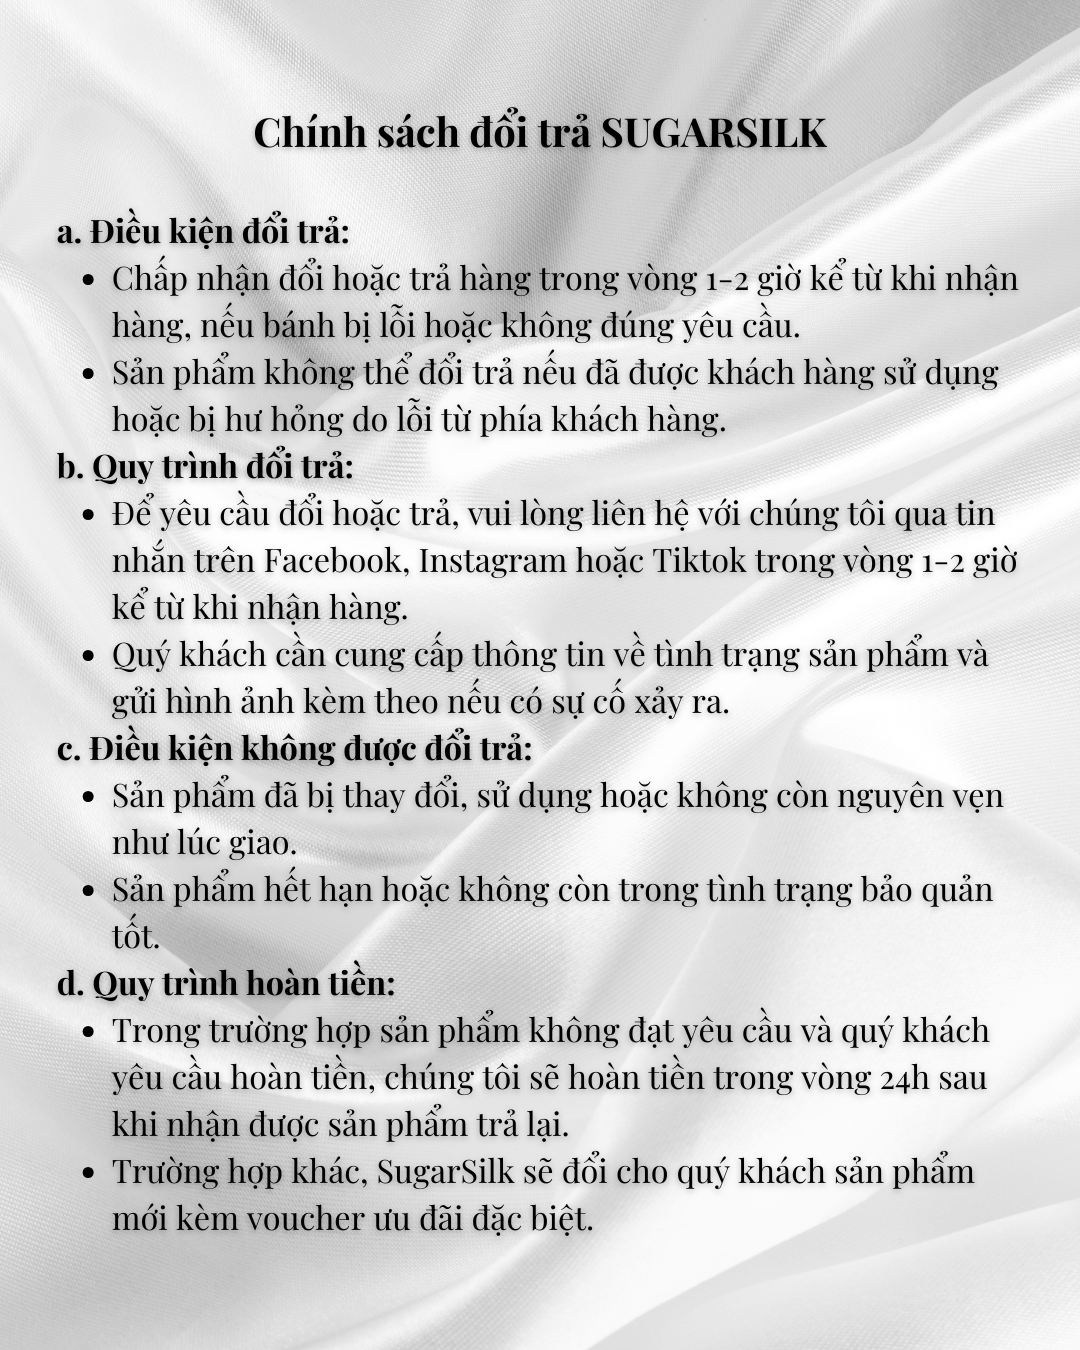 Chính sách đổi trả SUGARSILK
a. Điều kiện đổi trả:
• Chấp nhận đổi hoặc trả hàng trong vòng 1-2 giờ kể từ khi nhận
hàng, nếu bánh bị lỗi hoặc không đúng yêu cầu.
• Sản phẩm không thể đổi trả nếu đã được khách hàng sử dụng
hoặc bị hư hỏng do lỗi từ phía khách hàng.
b. Quy trình đổi trả:
• Để yêu cầu đổi hoặc trả, vui lòng liên hệ với chúng tôi qua tin
nhắn trên Facebook, Instagram hoặc Tiktok trong vòng 1-2 giờ
kể từ khi nhận hàng.
• Quý khách cần cung cấp thông tin về tình trạng sản phẩm và
gửi hình ảnh kèm theo nếu có sự cố xảy ra.
c. Điều kiện không được đổi trả:
• Sản phẩm đã bị thay đổi, sử dụng hoặc không còn nguyên vẹn
như lúc giao.
• Sản phẩm hết hạn hoặc không còn trong tình trạng bảo quản
tốt.
d. Quy trình hoàn tiền:
• Trong trường hợp sản phẩm không đạt yêu cầu và quý khách
yêu cầu hoàn tiền, chúng tôi sẽ hoàn tiền trong vòng 24h sau
khi nhận được sản phẩm trả lại.
• Trường hợp khác, SugarSilk sẽ đổi cho quý khách sản phẩm
mới kèm voucher ưu đãi đặc biệt.